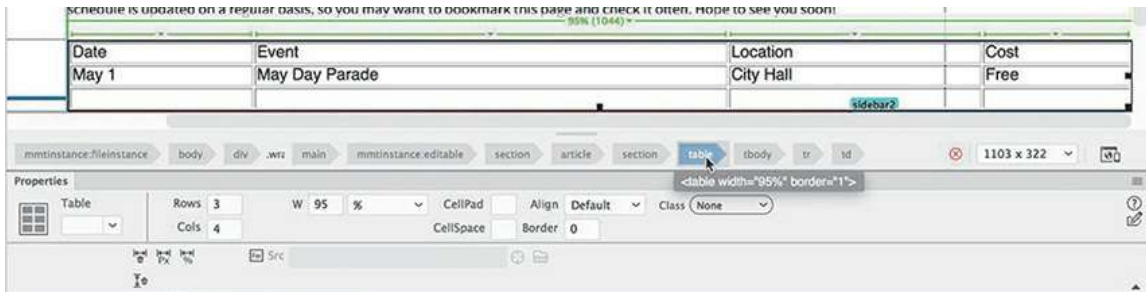 schedule is updated on a regular basis, so you may want to bookmark this page and check it often. Hope to see you soon!
95% (1044)
Date Event Location Cost
May 1 May Day Parade City Hall Free
sidebar2
mmtinstance:fileinstance body div .wra main mmtinstance:editable section article section table tbody tr td 1103 x 322
<table width="95%" border="1">
Properties
Table Rows 3 W 95 % CellPad Align Default Class None
Cols 4 CellSpace Border 0
Src